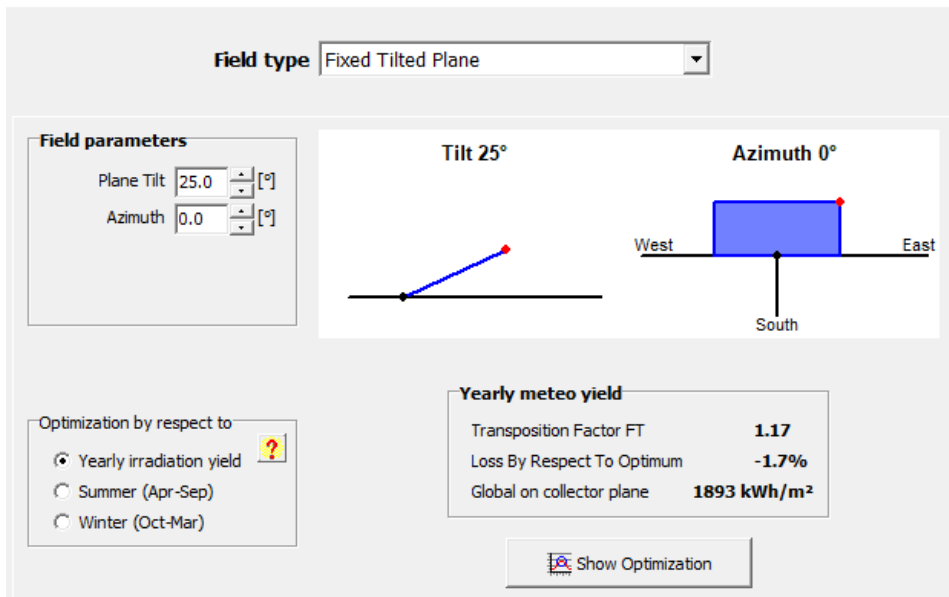 Field type Fixed Tilted Plane
Field parameters
Plane Tilt 25.0 [º]
Azimuth 0.0 [º]
Tilt 25°
Azimuth 0°
West
East
South
Optimization by respect to
?
Yearly irradiation yield
Summer (Apr-Sep)
Winter (Oct-Mar)
Yearly meteo yield
Transposition Factor FT 1.17
Loss By Respect To Optimum -1.7%
Global on collector plane 1893 kWh/m²
Show Optimization